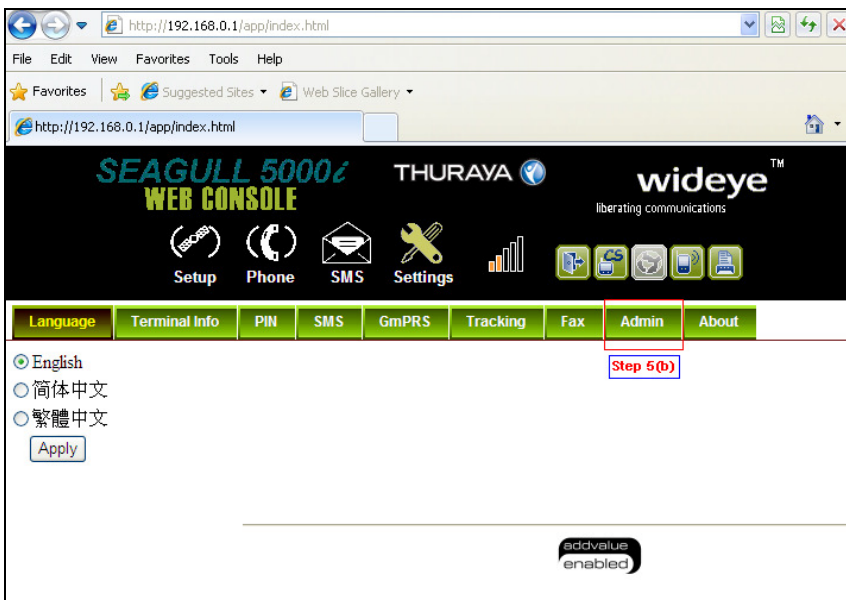 http://192.168.0.1/app/index.html
File Edit View Favorites Tools Help
Favorites Suggested Sites Web Slice Gallery
http://192.168.0.1/app/index.html
SEAGULL 5000i
WEB CONSOLE
THURAYA
wideye™
liberating communications
Setup Phone SMS Settings
CS
Language Terminal Info PIN SMS GmPRS Tracking Fax Admin About
Step 5(b)
English
简体中文
繁體中文
Apply
addvalue
enabled